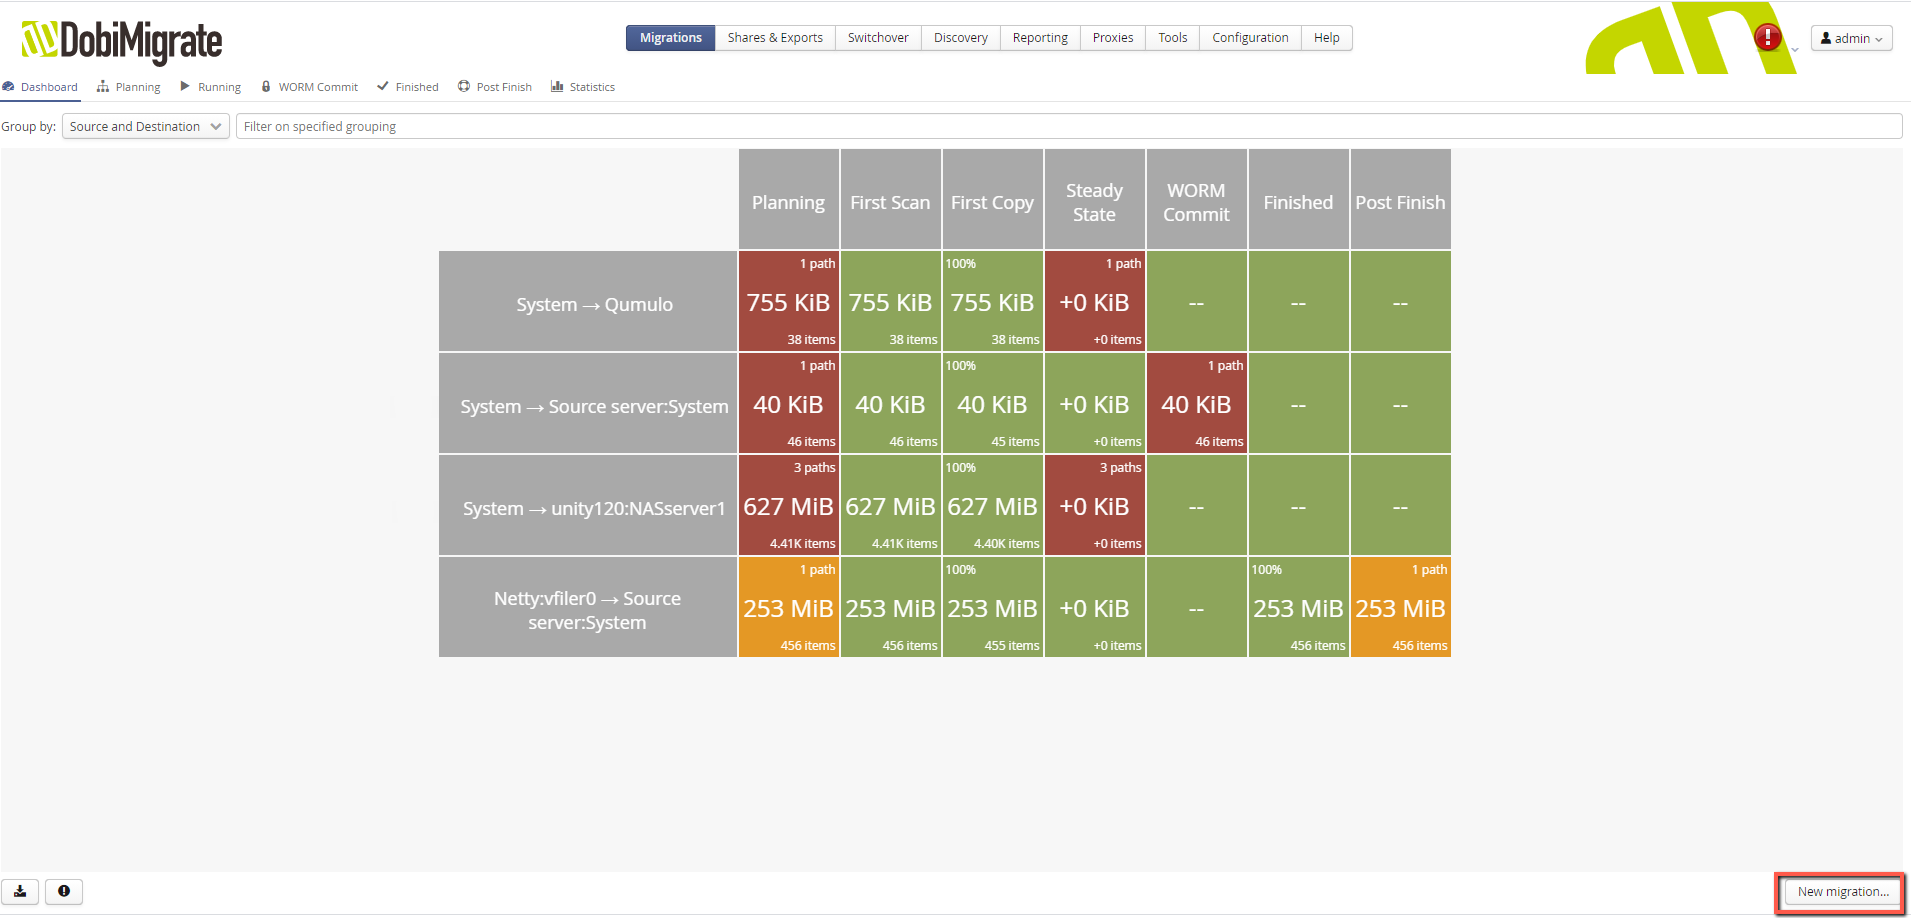 DobiMigrate
Migrations Shares & Exports Switchover Discovery Reporting Proxies Tools Configuration Help
admin
Dashboard Planning Running WORM Commit Finished Post Finish Statistics
Group by: Source and Destination Filter on specified grouping
Planning First Scan First Copy Steady State WORM Commit Finished Post Finish
1 path 100% 1 path
System → Qumulo 755 KiB 755 KiB 755 KiB +0 KiB -- -- --
38 items 38 items 38 items +0 items
1 path 100% 1 path
System → Source server:System 40 KiB 40 KiB 40 KiB +0 KiB 40 KiB -- --
46 items 46 items 45 items +0 items 46 items
3 paths 100% 3 paths
System → unity120:NASserver1 627 MiB 627 MiB 627 MiB +0 KiB -- -- --
4.41K items 4.41K items 4.40K items +0 items
1 path 100% 100% 1 path
Netty:vfiler0 → Source server:System 253 MiB 253 MiB 253 MiB +0 KiB -- 253 MiB 253 MiB
456 items 456 items 455 items +0 items 456 items 456 items
New migration...